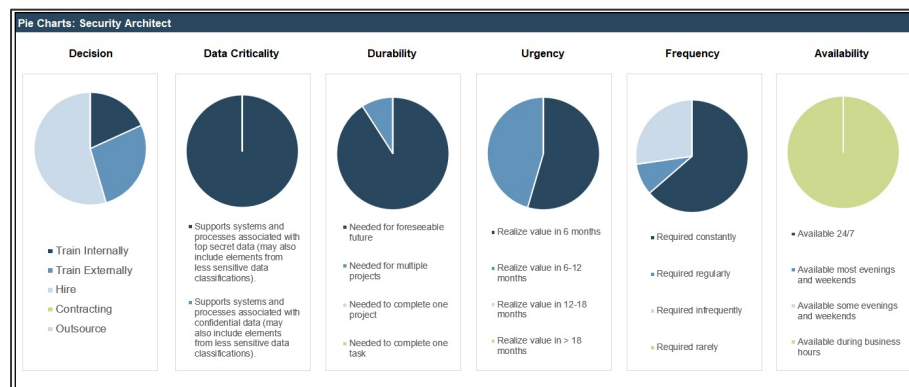 Pie Charts: Security Architect
Decision
Data Criticality
Durability
Urgency
Frequency
Availability
Train Internally
Train Externally
Hire
Contracting
Outsource
Supports systems and
processes associated with
top secret data (may also
include elements from
less sensitive data
classifications).
Supports systems and
processes associated with
confidential data (may
also include elements
from less sensitive data
classifications).
Needed for foreseeable
future
Needed for multiple
projects
Needed to complete one
project
Needed to complete one
task
Realize value in 6 months
Realize value in 6-12
months
Realize value in 12-18
months
Realize value in > 18
months
Required constantly
Required regularly
Required infrequently
Required rarely
Available 24/7
Available most evenings
and weekends
Available some evenings
and weekends
Available during business
hours